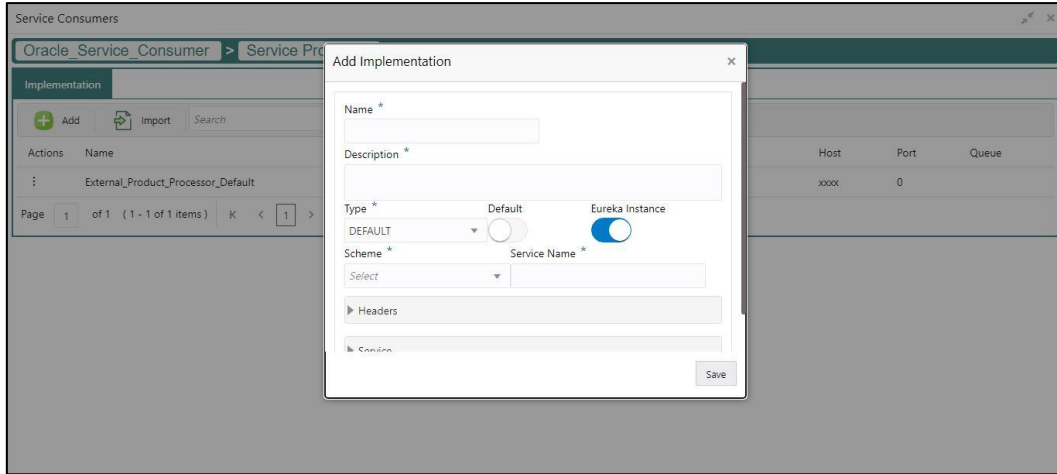 Service Consumers
Oracle_Service_Consumer > Service
Implementation
Add Import Search
Actions Name Host Port Queue
External_Product_Processor_Default xxxx 0
Page 1 of 1 (1 - 1 of 1 items) K < 1 >
Add Implementation ×
Name *
Description *
Type * Default Eureka Instance
DEFAULT
Scheme * Service Name *
Select
Headers
Service
Save